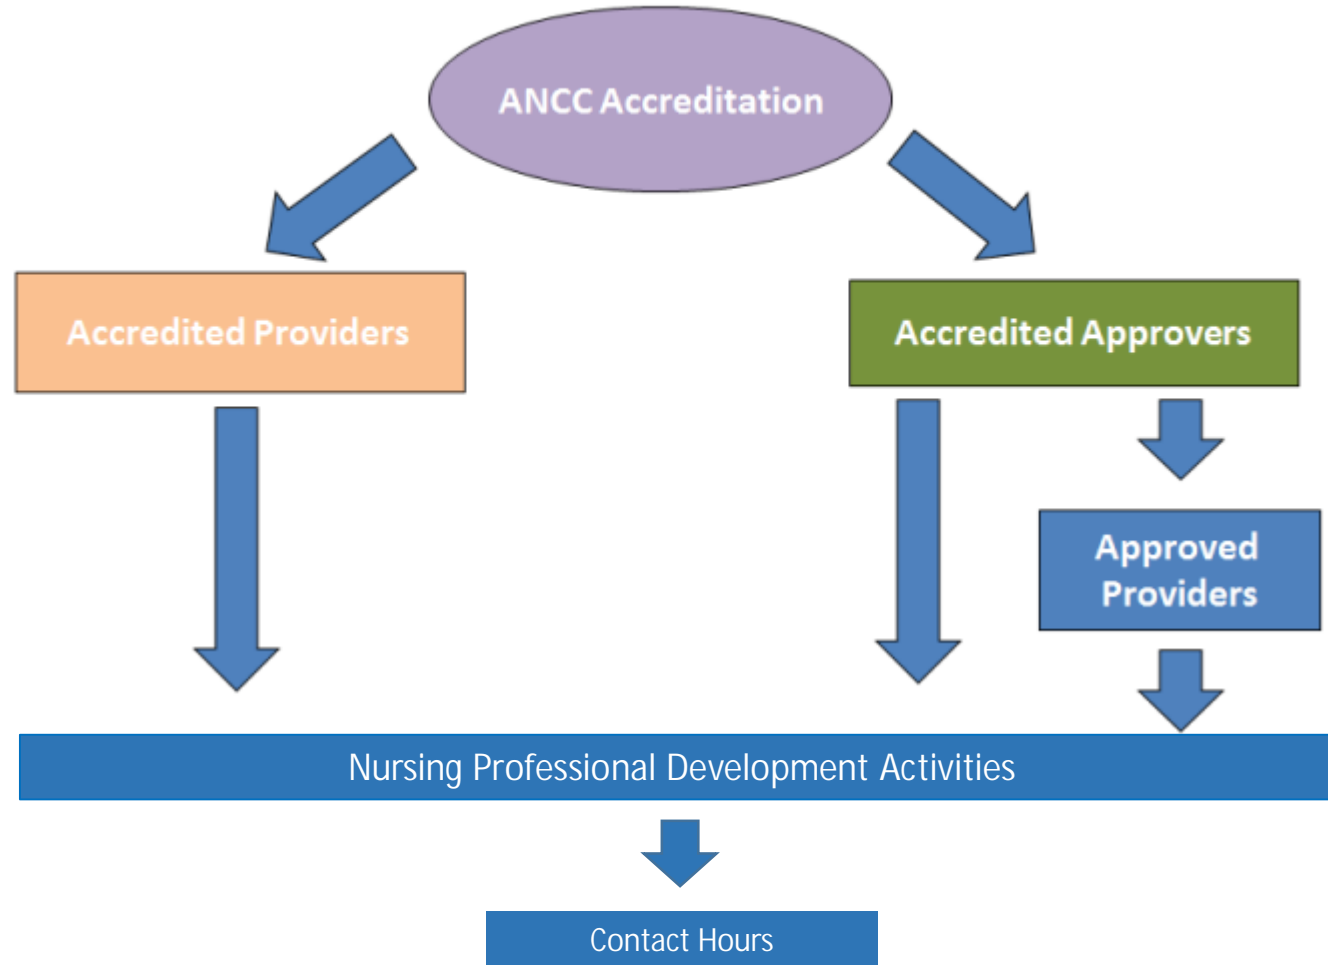 ANCC Accreditation
Accredited Providers
Accredited Approvers
Approved
Providers
Nursing Professional Development Activities
Contact Hours